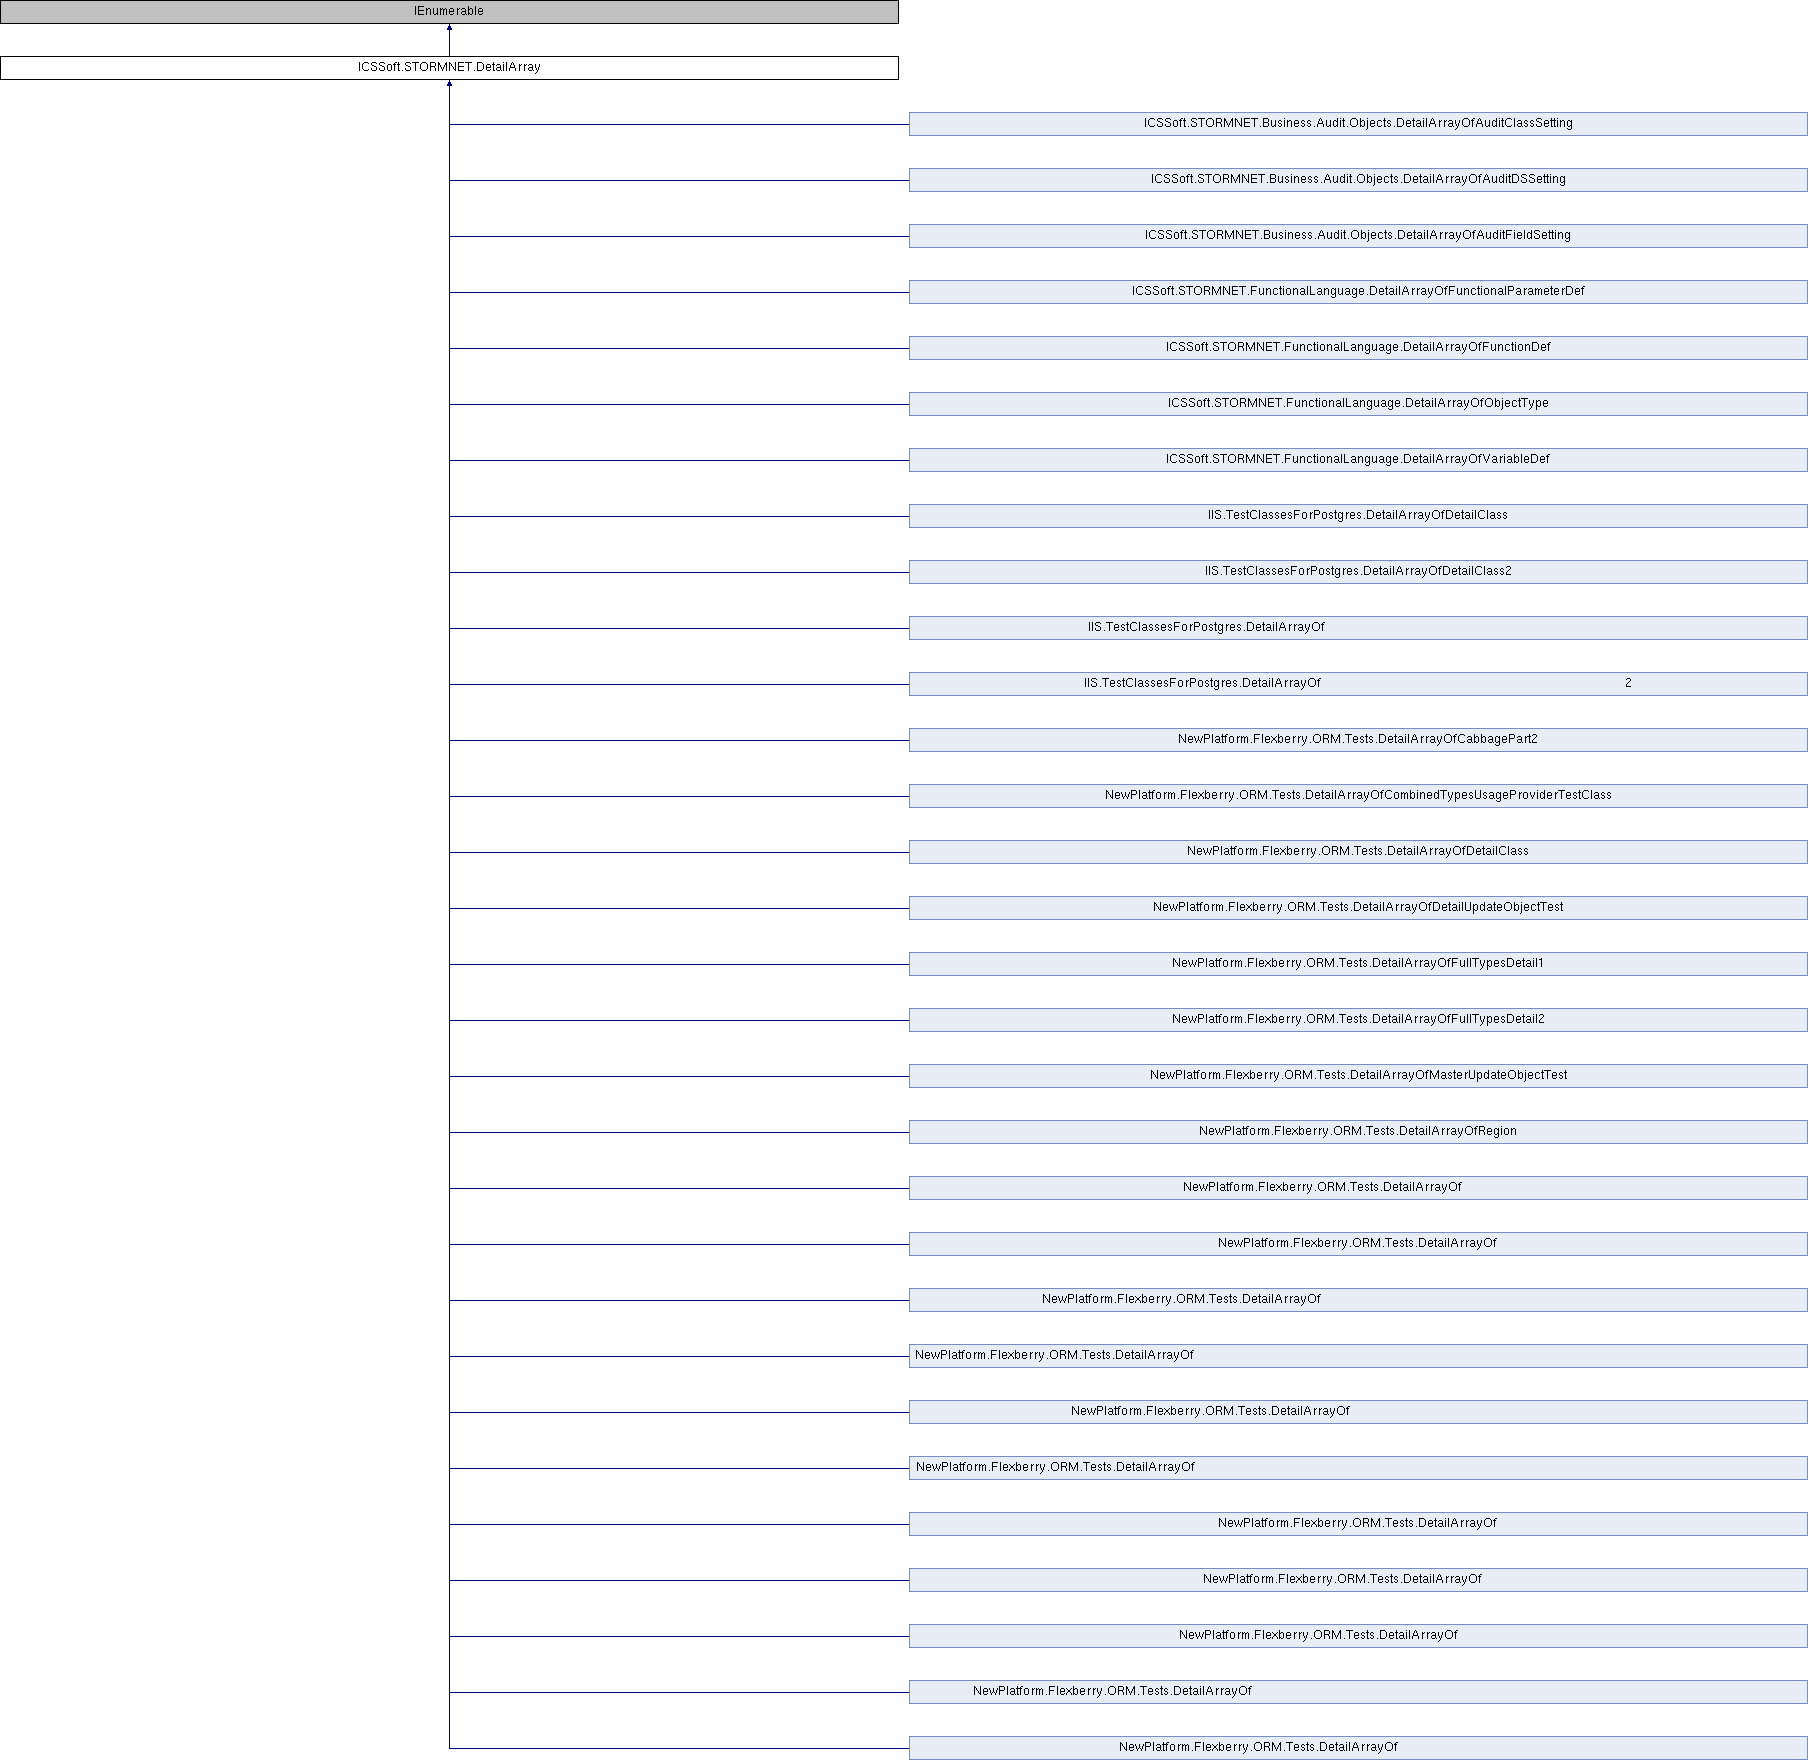 IEnumerable
ICSSoft.STORMNET.DetailArray
ICSSoft.STORMNET.Business.Audit.Objects.DetailArrayOfAuditClassSetting
ICSSoft.STORMNET.Business.Audit.Objects.DetailArrayOfAuditDSSetting
ICSSoft.STORMNET.Business.Audit.Objects.DetailArrayOfAuditFieldSetting
ICSSoft.STORMNET.FunctionalLanguage.DetailArrayOfFunctionalParameterDef
ICSSoft.STORMNET.FunctionalLanguage.DetailArrayOfFunctionDef
ICSSoft.STORMNET.FunctionalLanguage.DetailArrayOfObjectType
ICSSoft.STORMNET.FunctionalLanguage.DetailArrayOfVariableDef
IIS.TestClassesForPostgres.DetailArrayOfDetailClass
IIS.TestClassesForPostgres.DetailArrayOfDetailClass2
IIS.TestClassesForPostgres.DetailArrayOf
IIS.TestClassesForPostgres.DetailArrayOf 2
NewPlatform.Flexberry.ORM.Tests.DetailArrayOfCabbagePart2
NewPlatform.Flexberry.ORM.Tests.DetailArrayOfCombinedTypesUsageProviderTestClass
NewPlatform.Flexberry.ORM.Tests.DetailArrayOfDetailClass
NewPlatform.Flexberry.ORM.Tests.DetailArrayOfDetailUpdateObjectTest
NewPlatform.Flexberry.ORM.Tests.DetailArrayOfFullTypesDetail1
NewPlatform.Flexberry.ORM.Tests.DetailArrayOfFullTypesDetail2
NewPlatform.Flexberry.ORM.Tests.DetailArrayOfMasterUpdateObjectTest
NewPlatform.Flexberry.ORM.Tests.DetailArrayOfRegion
NewPlatform.Flexberry.ORM.Tests.DetailArrayOf
NewPlatform.Flexberry.ORM.Tests.DetailArrayOf
NewPlatform.Flexberry.ORM.Tests.DetailArrayOf
NewPlatform.Flexberry.ORM.Tests.DetailArrayOf
NewPlatform.Flexberry.ORM.Tests.DetailArrayOf
NewPlatform.Flexberry.ORM.Tests.DetailArrayOf
NewPlatform.Flexberry.ORM.Tests.DetailArrayOf
NewPlatform.Flexberry.ORM.Tests.DetailArrayOf
NewPlatform.Flexberry.ORM.Tests.DetailArrayOf
NewPlatform.Flexberry.ORM.Tests.DetailArrayOf
NewPlatform.Flexberry.ORM.Tests.DetailArrayOf